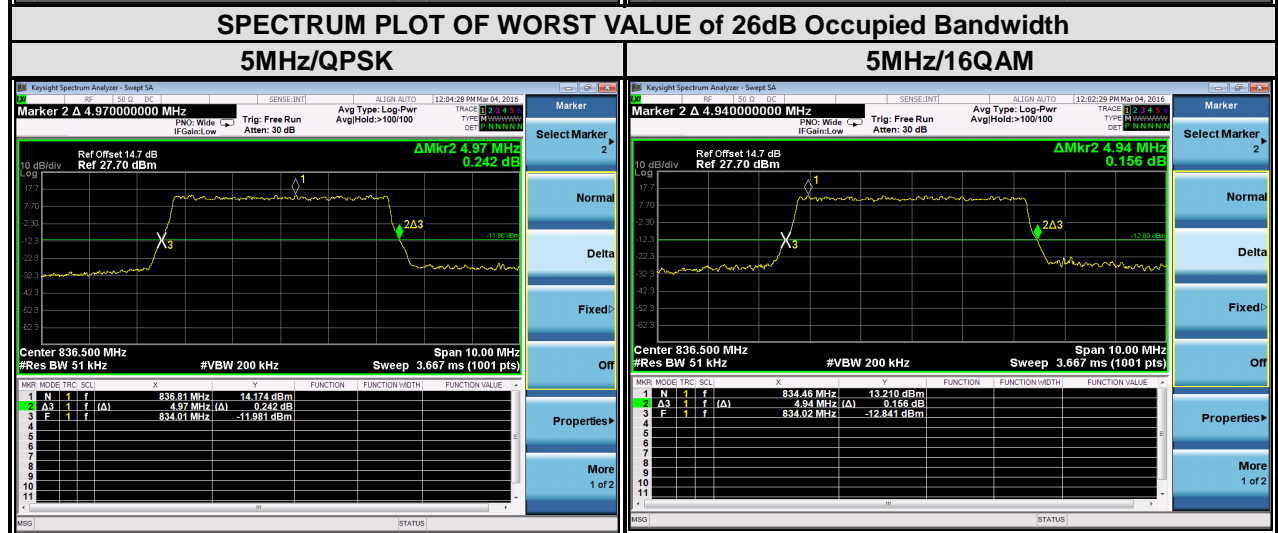 SPECTRUM PLOT OF WORST VALUE of 26dB Occupied Bandwidth
5MHz/QPSK
5MHz/16QAM
Keysight Spectrum Analyzer - Swept SA
RF 50 Ω DC SENSE:INT ALIGN AUTO 12:04:28 PM Mar 04, 2016
Marker 2 Δ 4.970000000 MHz
PNO: Wide
IFGain:Low
Trig: Free Run
Atten: 30 dB
Avg Type: Log-Pwr
Avg|Hold:>100/100
TRACE 1 2 3 4 5 6
TYPE M WWWWW
DET P N N N N N
Ref Offset 14.7 dB
10 dB/div Ref 27.70 dBm
Log
ΔMkr2 4.97 MHz
0.242 dB
17.7
7.70
-2.30
-12.3
-22.3
-32.3
-42.3
-52.3
-62.3
1
2Δ3
3
Center 836.500 MHz Span 10.00 MHz
#Res BW 51 kHz #VBW 200 kHz Sweep 3.667 ms (1001 pts)
MKR MODE TRC SCL X Y FUNCTION FUNCTION WIDTH FUNCTION VALUE
1 N 1 f 836.81 MHz 14.174 dBm
2 Δ3 1 f (Δ) 4.97 MHz (Δ) 0.242 dB
3 F 1 f 834.01 MHz -11.981 dBm
4
5
6
7
8
9
10
11
MSG STATUS
Marker
Select Marker
2
Normal
Delta
Fixed
Off
Properties
More
1 of 2
Keysight Spectrum Analyzer - Swept SA
RF 50 Ω DC SENSE:INT ALIGN AUTO 12:02:29 PM Mar 04, 2016
Marker 2 Δ 4.940000000 MHz
PNO: Wide
IFGain:Low
Trig: Free Run
Atten: 30 dB
Avg Type: Log-Pwr
Avg|Hold:>100/100
TRACE 1 2 3 4 5 6
TYPE M WWWWW
DET P N N N N N
Ref Offset 14.7 dB
10 dB/div Ref 27.70 dBm
Log
ΔMkr2 4.94 MHz
0.156 dB
17.7
7.70
-2.30
-12.3
-22.3
-32.3
-42.3
-52.3
-62.3
1
2Δ3
-12.80 dBm
3
Center 836.500 MHz Span 10.00 MHz
#Res BW 51 kHz #VBW 200 kHz Sweep 3.667 ms (1001 pts)
MKR MODE TRC SCL X Y FUNCTION FUNCTION WIDTH FUNCTION VALUE
1 N 1 f 834.46 MHz 13.210 dBm
2 Δ3 1 f (Δ) 4.94 MHz (Δ) 0.156 dB
3 F 1 f 834.02 MHz -12.841 dBm
4
5
6
7
8
9
10
11
MSG STATUS
Marker
Select Marker
2
Normal
Delta
Fixed
Off
Properties
More
1 of 2